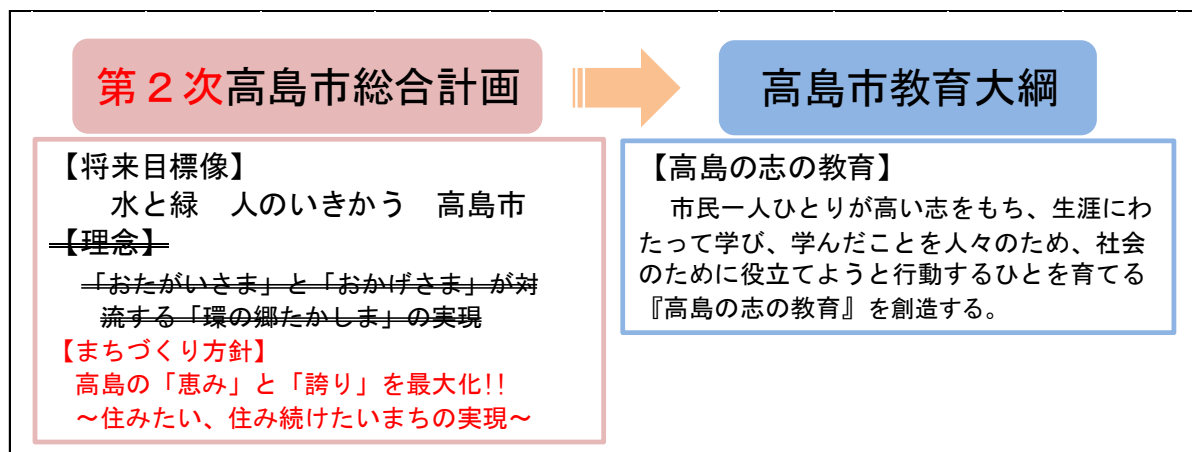 第２次高島市総合計画
【将来目標像】
水と緑　人のいきかう　高島市
【理念】
「おたがいさま」と「おかげさま」が対
流する「環の郷たかしま」の実現
【まちづくり方針】
高島の「恵み」と「誇り」を最大化!!
～住みたい、住み続けたいまちの実現～
高島市教育大綱
【高島の志の教育】
市民一人ひとりが高い志をもち、生涯にわ
たって学び、学んだことを人々のため、社会
のために役立てようと行動するひとを育てる
『高島の志の教育』を創造する。